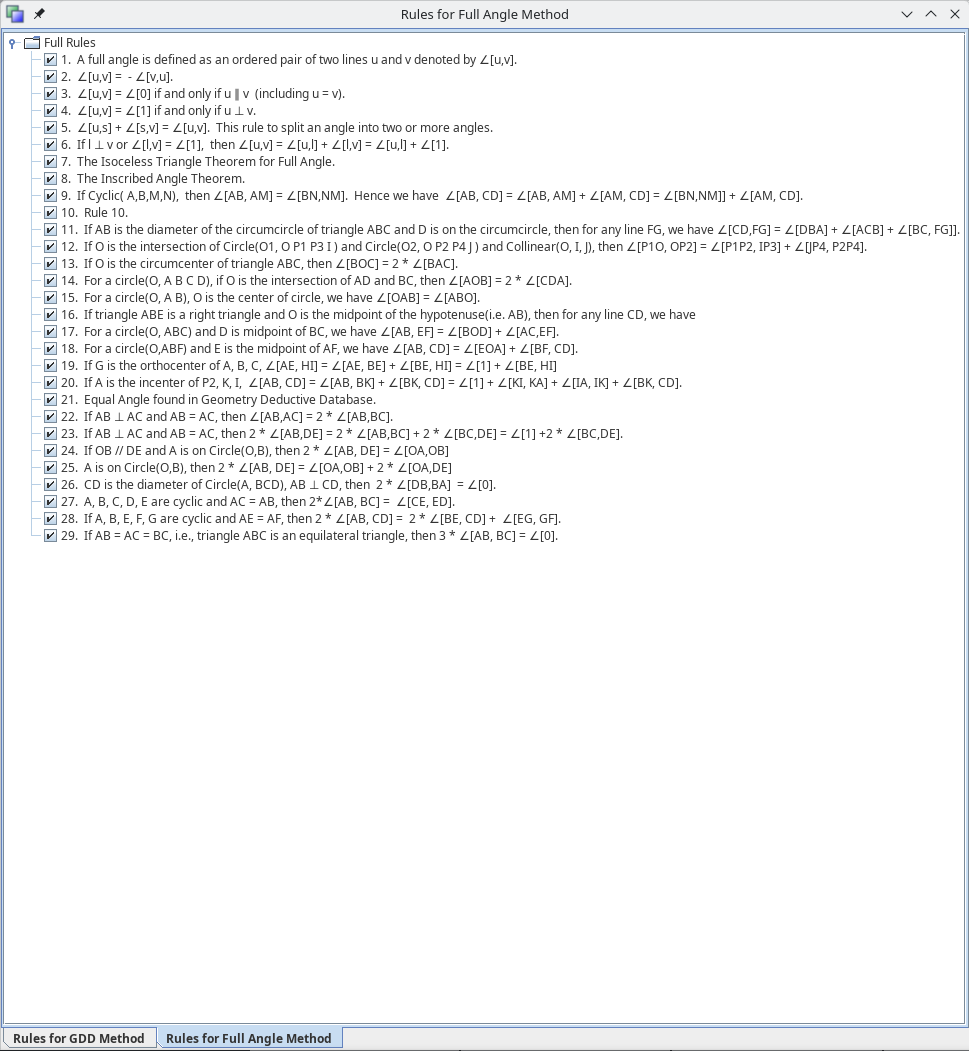 Rules for Full Angle Method
Full Rules
1. A full angle is defined as an ordered pair of two lines u and v denoted by ∠[u,v].
2. ∠[u,v] = - ∠[v,u].
3. ∠[u,v] = ∠[0] if and only if u ∥ v (including u = v).
4. ∠[u,v] = ∠[1] if and only if u ⊥ v.
5. ∠[u,s] + ∠[s,v] = ∠[u,v]. This rule to split an angle into two or more angles.
6. If l ⊥ v or ∠[l,v] = ∠[1], then ∠[u,v] = ∠[u,l] + ∠[l,v] = ∠[u,l] + ∠[1].
7. The Isoceless Triangle Theorem for Full Angle.
8. The Inscribed Angle Theorem.
9. If Cyclic( A,B,M,N), then ∠[AB, AM] = ∠[BN,NM]. Hence we have ∠[AB, CD] = ∠[AB, AM] + ∠[AM, CD] = ∠[BN,NM]] + ∠[AM, CD].
10. Rule 10.
11. If AB is the diameter of the circumcircle of triangle ABC and D is on the circumcircle, then for any line FG, we have ∠[CD,FG] = ∠[DBA] + ∠[ACB] + ∠[BC, FG]].
12. If O is the intersection of Circle(O1, O P1 P3 I ) and Circle(O2, O P2 P4 J ) and Collinear(O, I, J), then ∠[P1O, OP2] = ∠[P1P2, IP3] + ∠[JP4, P2P4].
13. If O is the circumcenter of triangle ABC, then ∠[BOC] = 2 * ∠[BAC].
14. For a circle(O, A B C D), if O is the intersection of AD and BC, then ∠[AOB] = 2 * ∠[CDA].
15. For a circle(O, A B), O is the center of circle, we have ∠[OAB] = ∠[ABO].
16. If triangle ABE is a right triangle and O is the midpoint of the hypotenuse(i.e. AB), then for any line CD, we have
17. For a circle(O, ABC) and D is midpoint of BC, we have ∠[AB, EF] = ∠[BOD] + ∠[AC,EF].
18. For a circle(O,ABF) and E is the midpoint of AF, we have ∠[AB, CD] = ∠[EOA] + ∠[BF, CD].
19. If G is the orthocenter of A, B, C, ∠[AE, HI] = ∠[AE, BE] + ∠[BE, HI] = ∠[1] + ∠[BE, HI]
20. If A is the incenter of P2, K, I, ∠[AB, CD] = ∠[AB, BK] + ∠[BK, CD] = ∠[1] + ∠[KI, KA] + ∠[IA, IK] + ∠[BK, CD].
21. Equal Angle found in Geometry Deductive Database.
22. If AB ⊥ AC and AB = AC, then ∠[AB,AC] = 2 * ∠[AB,BC].
23. If AB ⊥ AC and AB = AC, then 2 * ∠[AB,DE] = 2 * ∠[AB,BC] + 2 * ∠[BC,DE] = ∠[1] +2 * ∠[BC,DE].
24. If OB // DE and A is on Circle(O,B), then 2 * ∠[AB, DE] = ∠[OA,OB]
25. A is on Circle(O,B), then 2 * ∠[AB, DE] = ∠[OA,OB] + 2 * ∠[OA,DE]
26. CD is the diameter of Circle(A, BCD), AB ⊥ CD, then 2 * ∠[DB,BA] = ∠[0].
27. A, B, C, D, E are cyclic and AC = AB, then 2*∠[AB, BC] = ∠[CE, ED].
28. If A, B, E, F, G are cyclic and AE = AF, then 2 * ∠[AB, CD] = 2 * ∠[BE, CD] + ∠[EG, GF].
29. If AB = AC = BC, i.e., triangle ABC is an equilateral triangle, then 3 * ∠[AB, BC] = ∠[0].
Rules for GDD Method
Rules for Full Angle Method